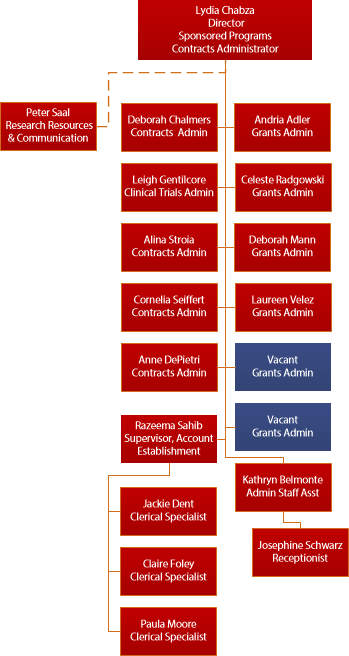 Lydia Chabza
Director
Sponsored Programs
Contracts Administrator
Peter Saal
Research Resources
& Communication
Deborah Chalmers
Contracts Admin
Andria Adler
Grants Admin
Leigh Gentilcore
Clinical Trials Admin
Celeste Radgowski
Grants Admin
Alina Stroia
Contracts Admin
Deborah Mann
Grants Admin
Cornelia Seiffert
Contracts Admin
Laureen Velez
Grants Admin
Anne DePietri
Contracts Admin
Vacant
Grants Admin
Razeema Sahib
Supervisor, Account
Establishment
Vacant
Grants Admin
Kathryn Belmonte
Admin Staff Asst
Jackie Dent
Clerical Specialist
Josephine Schwarz
Receptionist
Claire Foley
Clerical Specialist
Paula Moore
Clerical Specialist